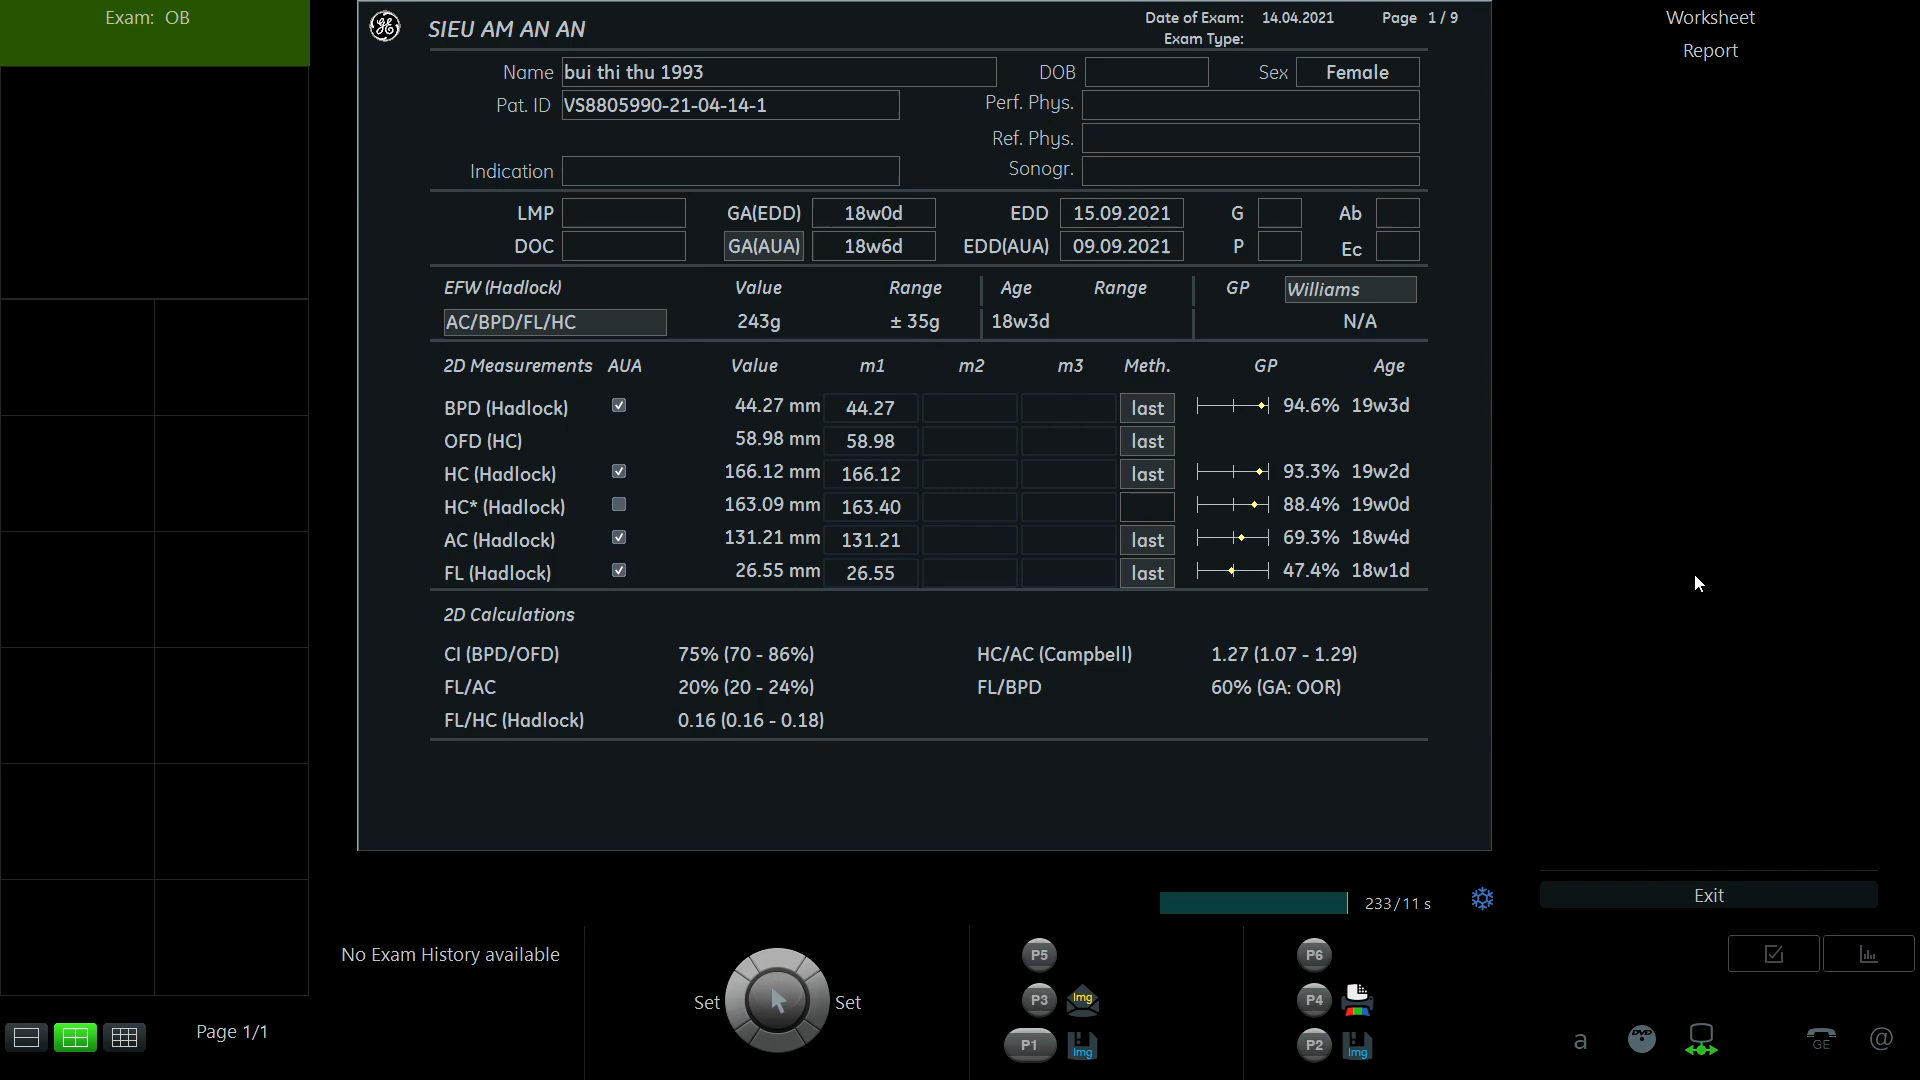 Exam: OB
SIEU AM AN AN
Date of Exam: 14.04.2021 Page 1 / 9
Exam Type:
Name bui thi thu 1993 DOB Sex Female
Pat. ID VS8805990-21-04-14-1 Perf. Phys.
Ref. Phys.
Indication Sonogr.
LMP GA(EDD) 18w0d EDD 15.09.2021 G Ab
DOC GA(AUA) 18w6d EDD(AUA) 09.09.2021 P Ec
EFW (Hadlock) Value Range Age Range GP Williams
AC/BPD/FL/HC 243g ± 35g 18w3d N/A
2D Measurements AUA Value m1 m2 m3 Meth. GP Age
BPD (Hadlock) 44.27 mm 44.27 last 94.6% 19w3d
OFD (HC) 58.98 mm 58.98 last
HC (Hadlock) 166.12 mm 166.12 last 93.3% 19w2d
HC* (Hadlock) 163.09 mm 163.40 88.4% 19w0d
AC (Hadlock) 131.21 mm 131.21 last 69.3% 18w4d
FL (Hadlock) 26.55 mm 26.55 last 47.4% 18w1d
2D Calculations
CI (BPD/OFD) 75% (70 - 86%) HC/AC (Campbell) 1.27 (1.07 - 1.29)
FL/AC 20% (20 - 24%) FL/BPD 60% (GA: OOR)
FL/HC (Hadlock) 0.16 (0.16 - 0.18)
Worksheet
Report
233/11 s
Exit
No Exam History available
Set Set
P5
P3 Img
P1 Img
P6
P4
P2 Img
Page 1/1
a DVD GE @